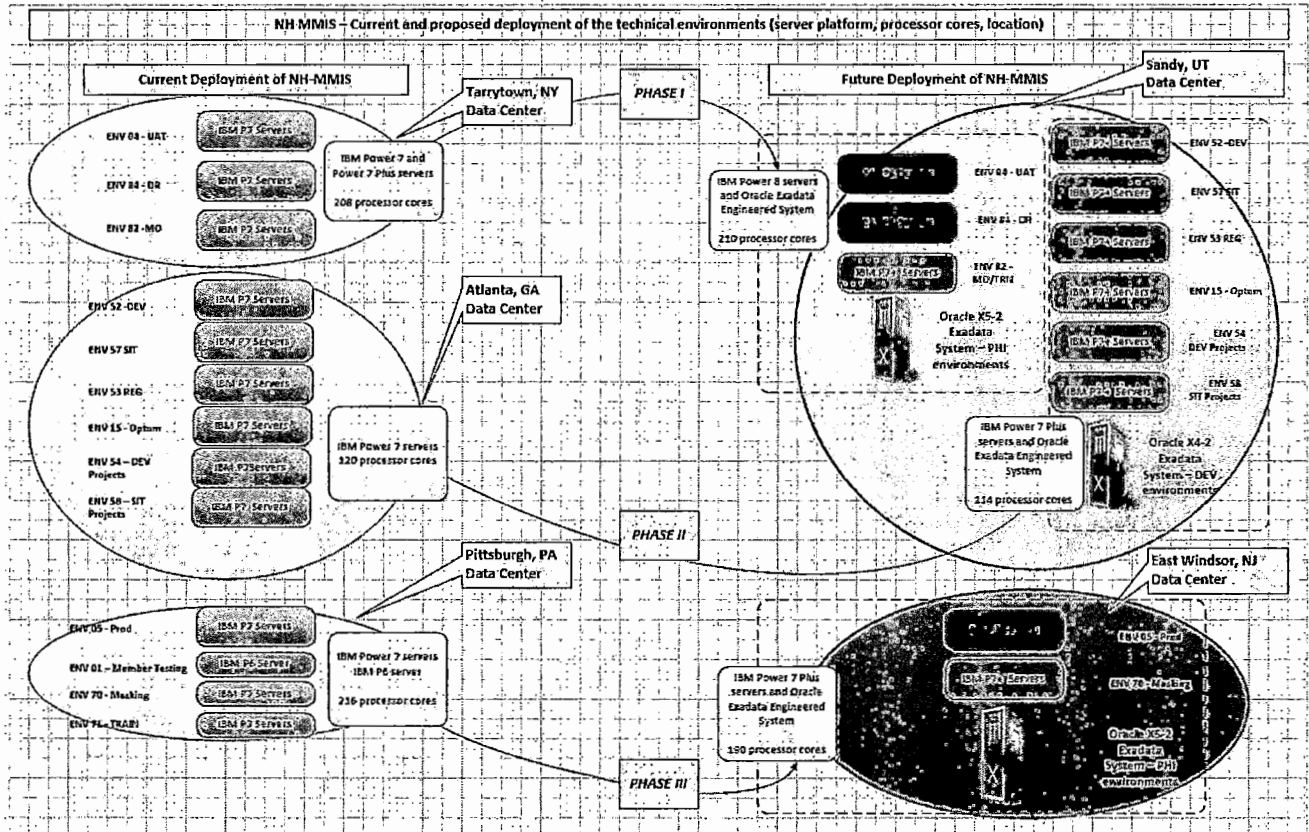 NH-MMIS – Current and proposed deployment of the technical environments (server platform, processor cores, location)
Current Deployment of NH-MMIS
Tarrytown, NY
Data Center
ENV 04 - UAT
IBM P7 Servers
ENV 84 - DR
IBM P7 Servers
ENV 82 - MO
IBM P7 Servers
IBM Power 7 and
Power 7 Plus servers
208 processor cores
PHASE I
Atlanta, GA
Data Center
ENV 52 -DEV
IBM P7 Servers
ENV 57 SIT
IBM P7 Servers
ENV 53 REG
IBM P7 Servers
ENV 15 - Optum
IBM P7 Servers
ENV 54 – DEV
Projects
IBM P7 Servers
ENV 58 – SIT
Projects
IBM P7 Servers
IBM Power 7 servers
processor cores
PHASE II
Pittsburgh, PA
Data Center
ENV 05 - Prod
IBM P7 Servers
ENV 01 – Member Testing
IBM P6 Server
ENV 70 - Masking
IBM P7 Servers
- TRAIN
IBM P7 Servers
IBM Power 7 servers
IBM P6 server
processor cores
PHASE III
Future Deployment of NH-MMIS
Sandy, UT
Data Center
IBM Power 8 servers
and Oracle Exadata
Engineered System
210 processor cores
ENV 04 - UAT
ENV 82 -
MO/TRN
IBM P7+ Servers
Oracle X5-2
Exadata
System – PHI
environments
X
ENV 52 -DEV
IBM P7+ Servers
ENV 57 SIT
IBM P7+ Servers
ENV 53 REG
IBM P7+ Servers
ENV 15 - Optum
IBM P7+ Servers
ENV 54
DEV Projects
IBM P7+ Servers
ENV 58
SIT Projects
IBM P7+ Servers
IBM Power 7 Plus
servers and Oracle
Exadata Engineered
System
processor cores
Oracle X4-2
Exadata
System – DEV
environments
X
East Windsor, NJ
Data Center
IBM Power 7 Plus
servers and Oracle
Exadata Engineered
System
190 processor cores
ENV 05 - Prod
IBM P7+ Servers
ENV 70 - Masking
Oracle X5-2
Exadata
System – PHI
environments
X